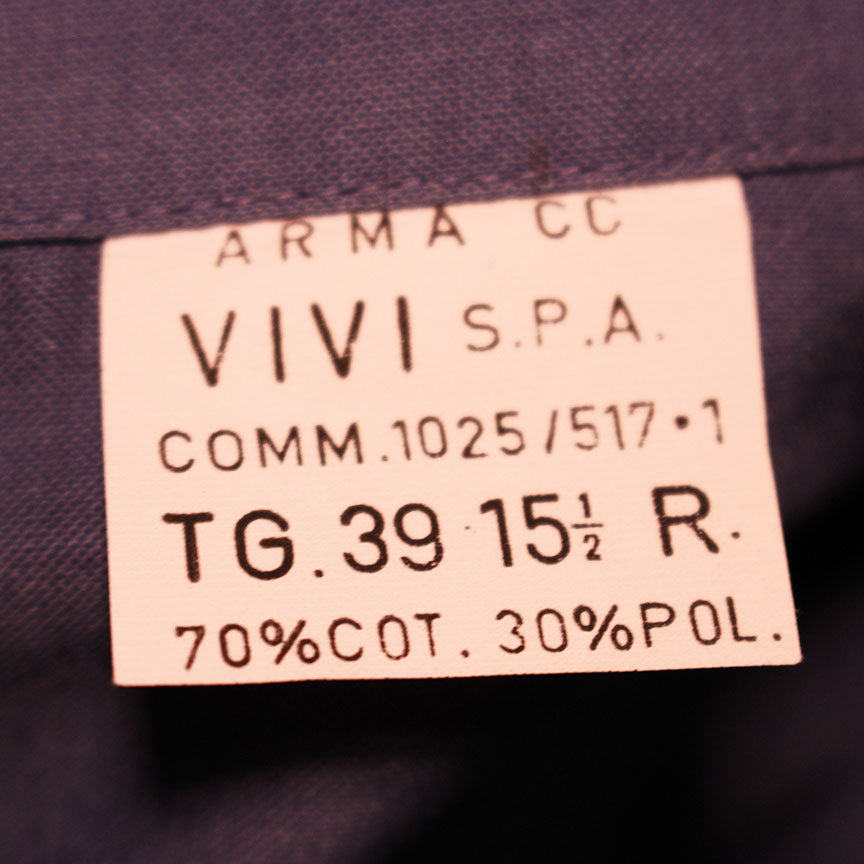 ARMA CC
VIVI S.P.A.
COMM.1025/517·1
TG.39 15½ R.
70%COT. 30%POL.